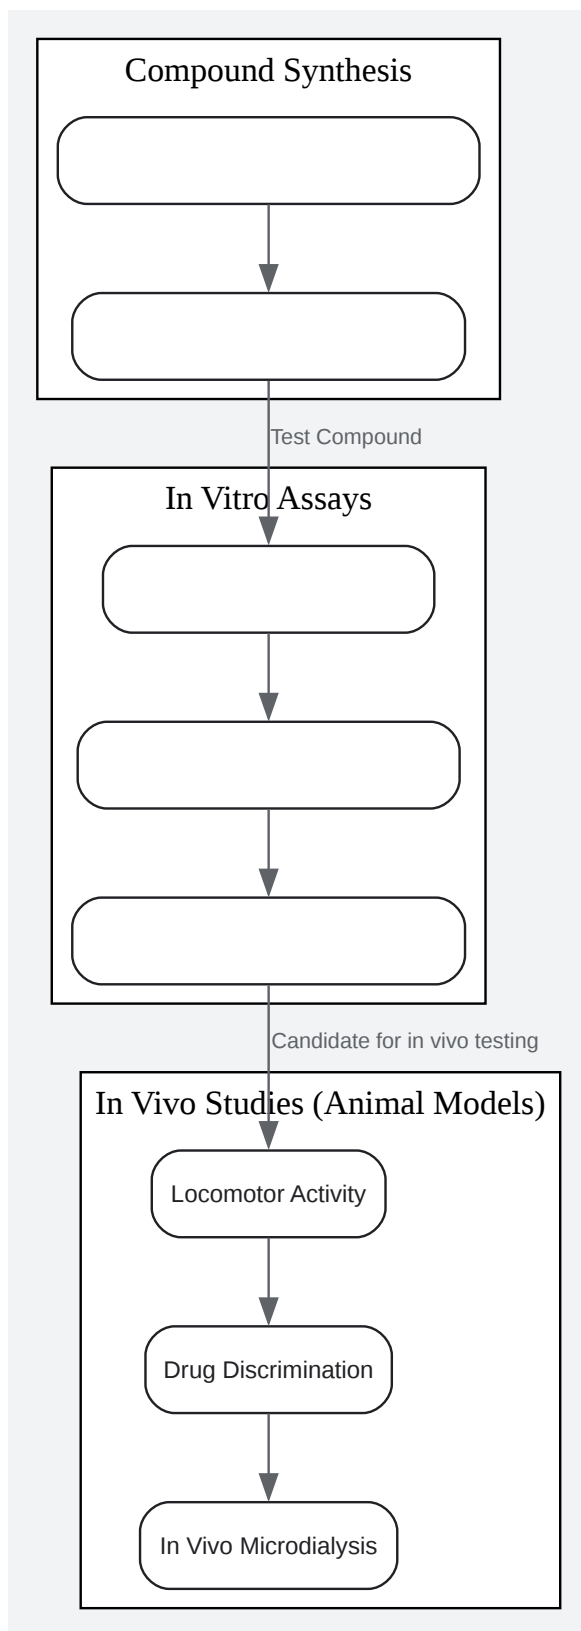 Compound Synthesis
Test Compound
In Vitro Assays
Candidate for in vivo testing
In Vivo Studies (Animal Models)
Locomotor Activity
Drug Discrimination
In Vivo Microdialysis